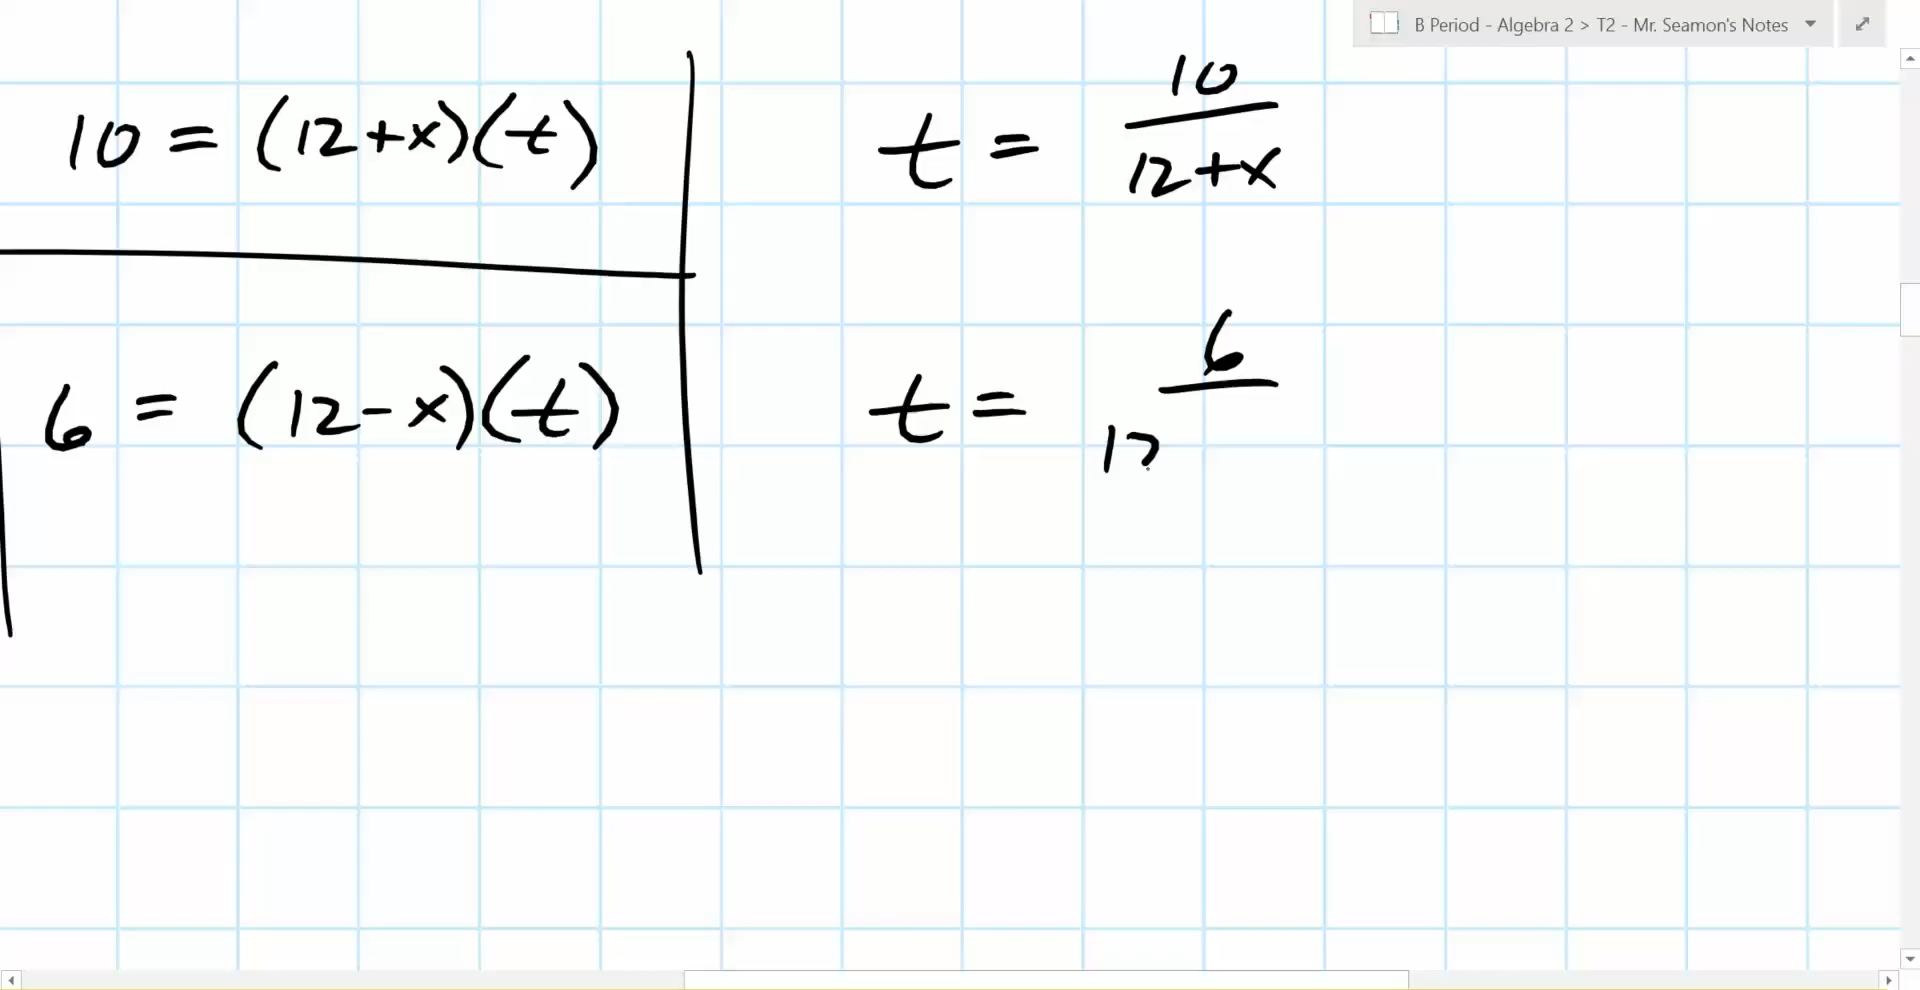 B Period - Algebra 2 > T2 - Mr. Seamon's Notes
10 = (12+x)(t)
t = 10/(12+x)
6 = (12-x)(t)
t = 6/12